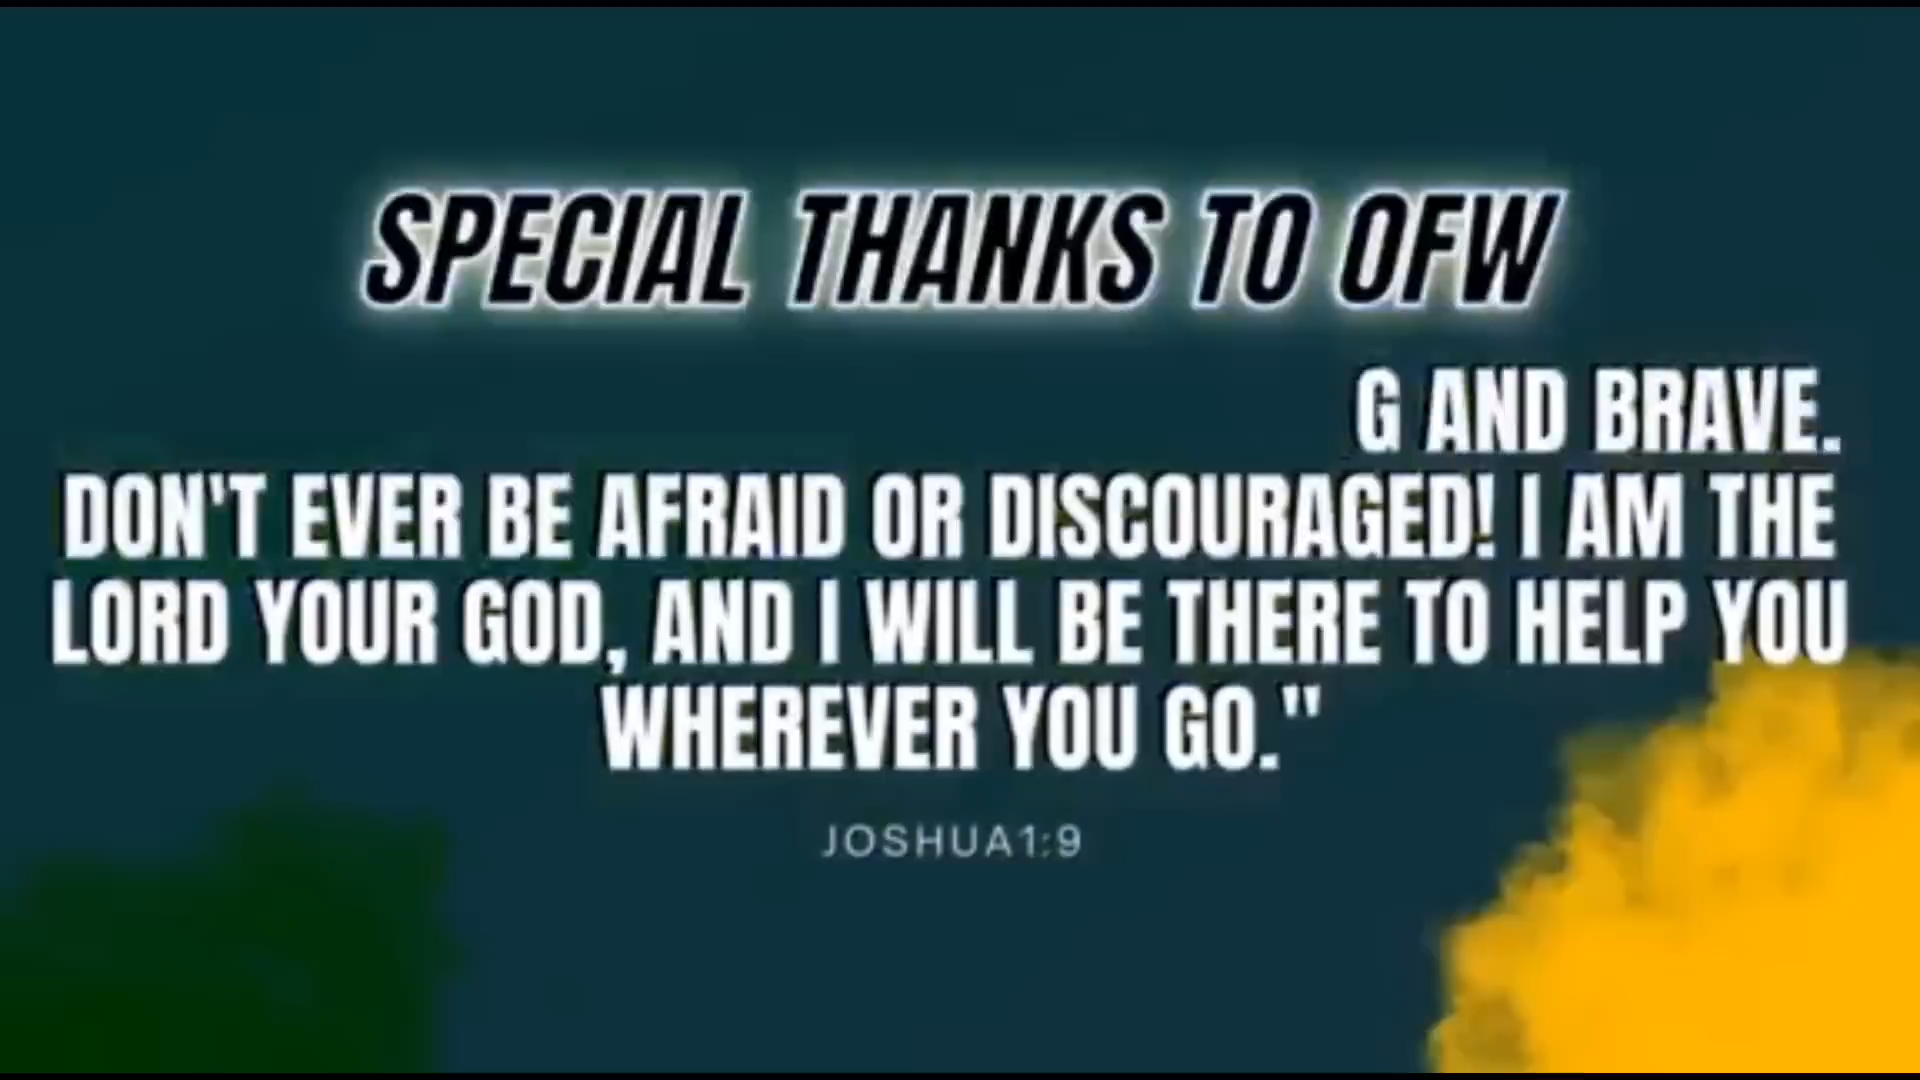 SPECIAL THANKS TO OFW
G AND BRAVE.
DON'T EVER BE AFRAID OR DISCOURAGED! I AM THE
LORD YOUR GOD, AND I WILL BE THERE TO HELP YOU
WHEREVER YOU GO."
JOSHUA1:9